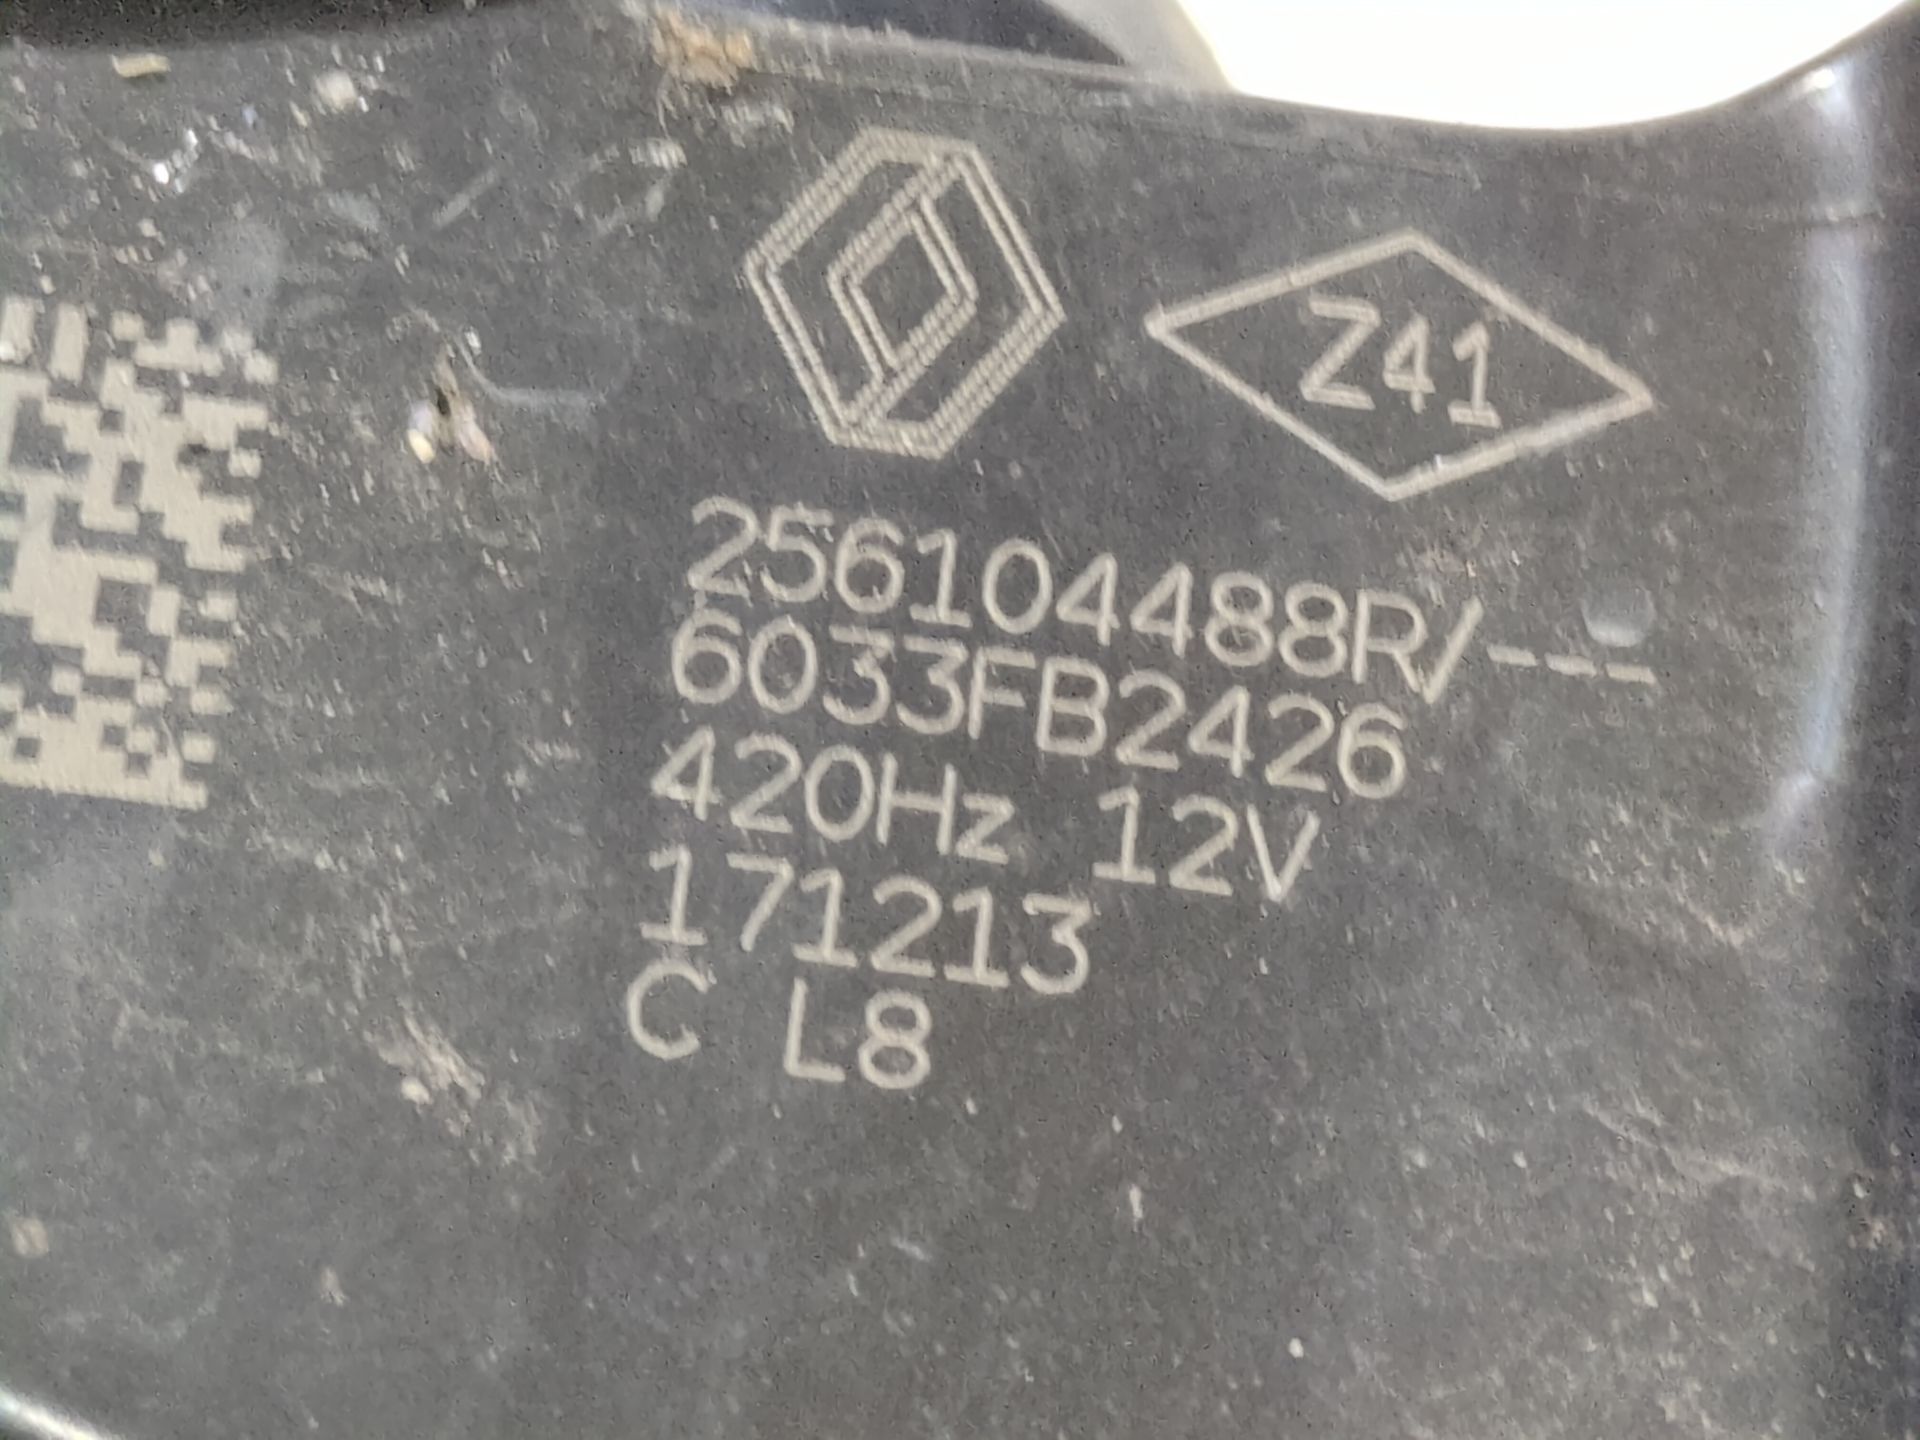 Z41
256104488R/---
6033FB2426
420Hz 12V
171213
C L8